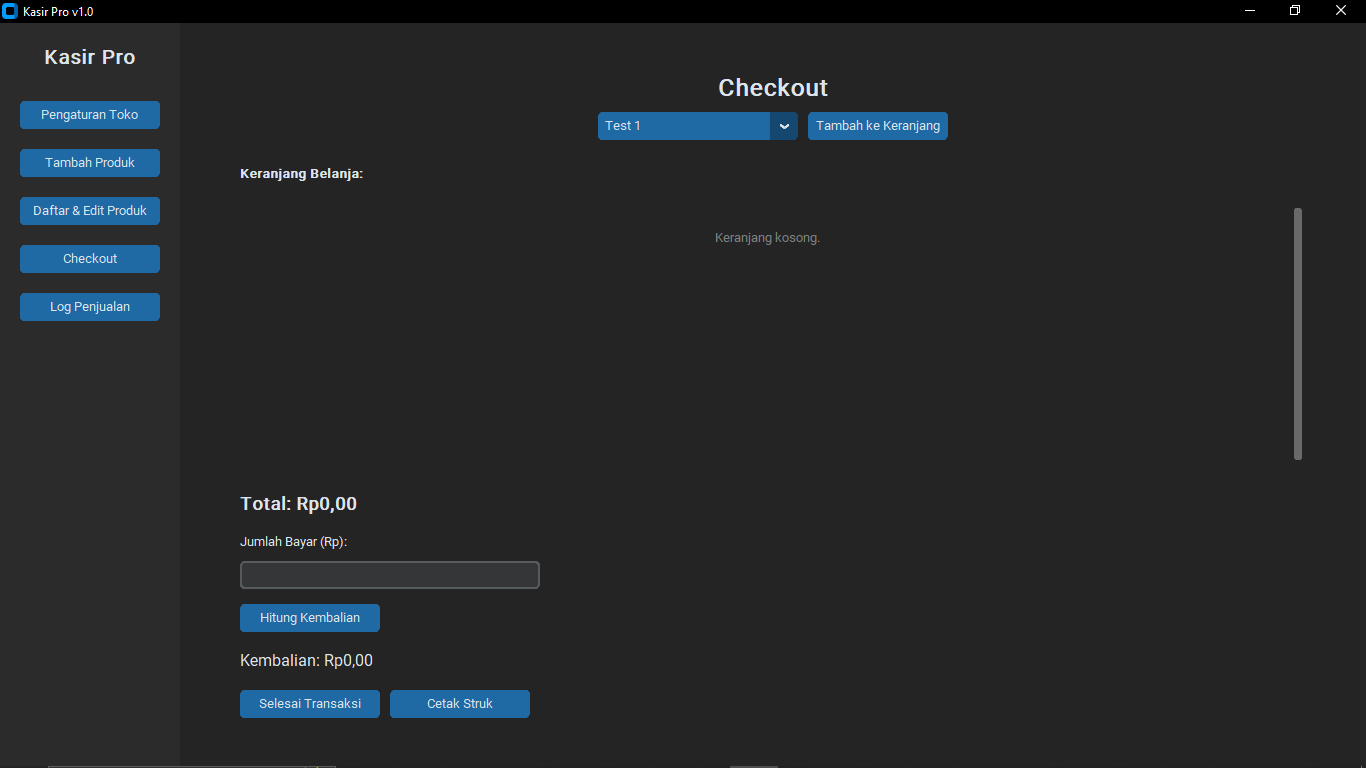 Kasir Pro v1.0
Kasir Pro
Pengaturan Toko
Tambah Produk
Daftar & Edit Produk
Checkout
Log Penjualan
Checkout
Test 1
Tambah ke Keranjang
Keranjang Belanja:
Keranjang kosong.
Total: Rp0,00
Jumlah Bayar (Rp):
Hitung Kembalian
Kembalian: Rp0,00
Selesai Transaksi
Cetak Struk